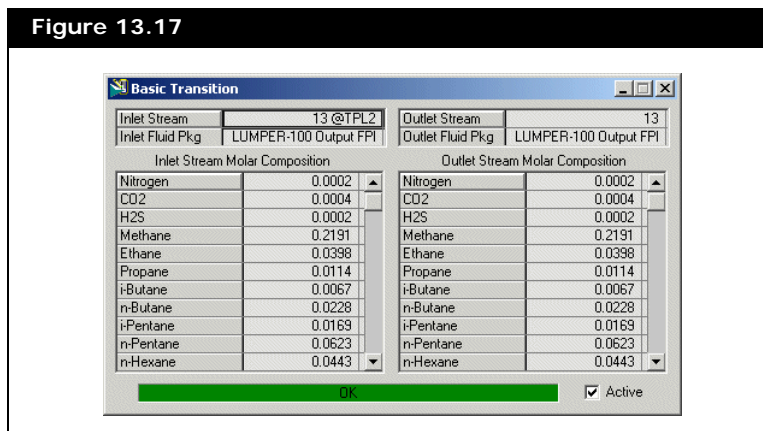 Figure 13.17
Basic Transition
Inlet Stream 13 @TPL2 Outlet Stream 13
Inlet Fluid Pkg LUMPER-100 Output FPI Outlet Fluid Pkg LUMPER-100 Output FPI
Inlet Stream Molar Composition Outlet Stream Molar Composition
Nitrogen 0.0002 Nitrogen 0.0002
CO2 0.0004 CO2 0.0004
H2S 0.0002 H2S 0.0002
Methane 0.2191 Methane 0.2191
Ethane 0.0398 Ethane 0.0398
Propane 0.0114 Propane 0.0114
i-Butane 0.0067 i-Butane 0.0067
n-Butane 0.0228 n-Butane 0.0228
i-Pentane 0.0169 i-Pentane 0.0169
n-Pentane 0.0623 n-Pentane 0.0623
n-Hexane 0.0443 n-Hexane 0.0443
OK Active